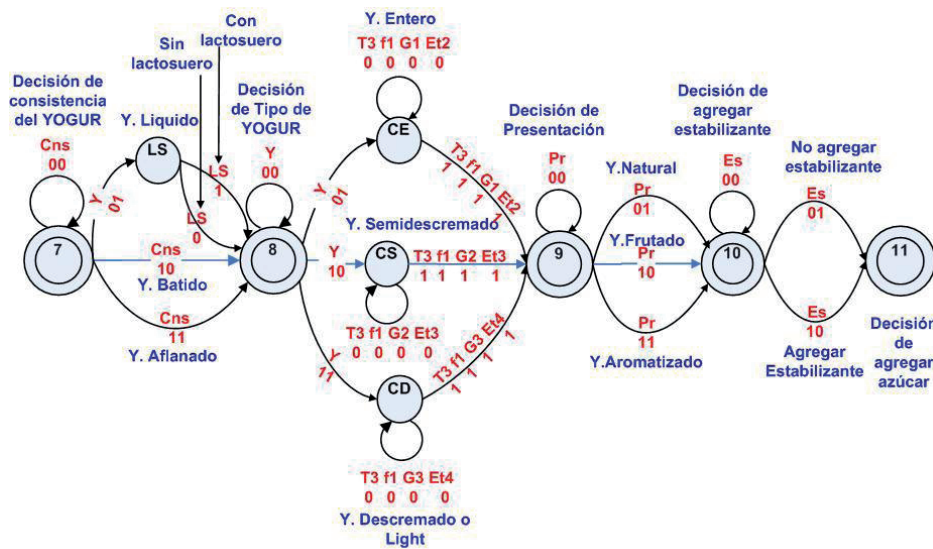 Con
lactosuero
Sin
lactosuero
Decisión de
consistencia
del YOGUR
Cns
00
7
Y
01
Y. Liquido
LS
LS
1
LS
0
Cns
10
Y. Batido
Cns
11
Y. Aflanado
Decisión
de Tipo de
YOGUR
Y
00
8
Y. Entero
T3 f1 G1 Et2
0 0 0 0
CE
Y
01
T3 f1 G1 Et2
1 1 1 1
Y. Semidescremado
Y
10
CS
T3 f1 G2 Et3
1 1 1 1
T3 f1 G2 Et3
0 0 0 0
Y
11
CD
T3 f1 G3 Et4
1 1 1 1
T3 f1 G3 Et4
0 0 0 0
Y. Descremado o
Light
Decisión de
Presentación
Pr
00
9
Y.Natural
Pr
01
Y.Frutado
Pr
10
Pr
11
Y.Aromatizado
Decisión de
agregar
estabilizante
Es
00
10
No agregar
estabilizante
Es
01
Es
10
Agregar
Estabilizante
11
Decisión
de
agregar
azúcar